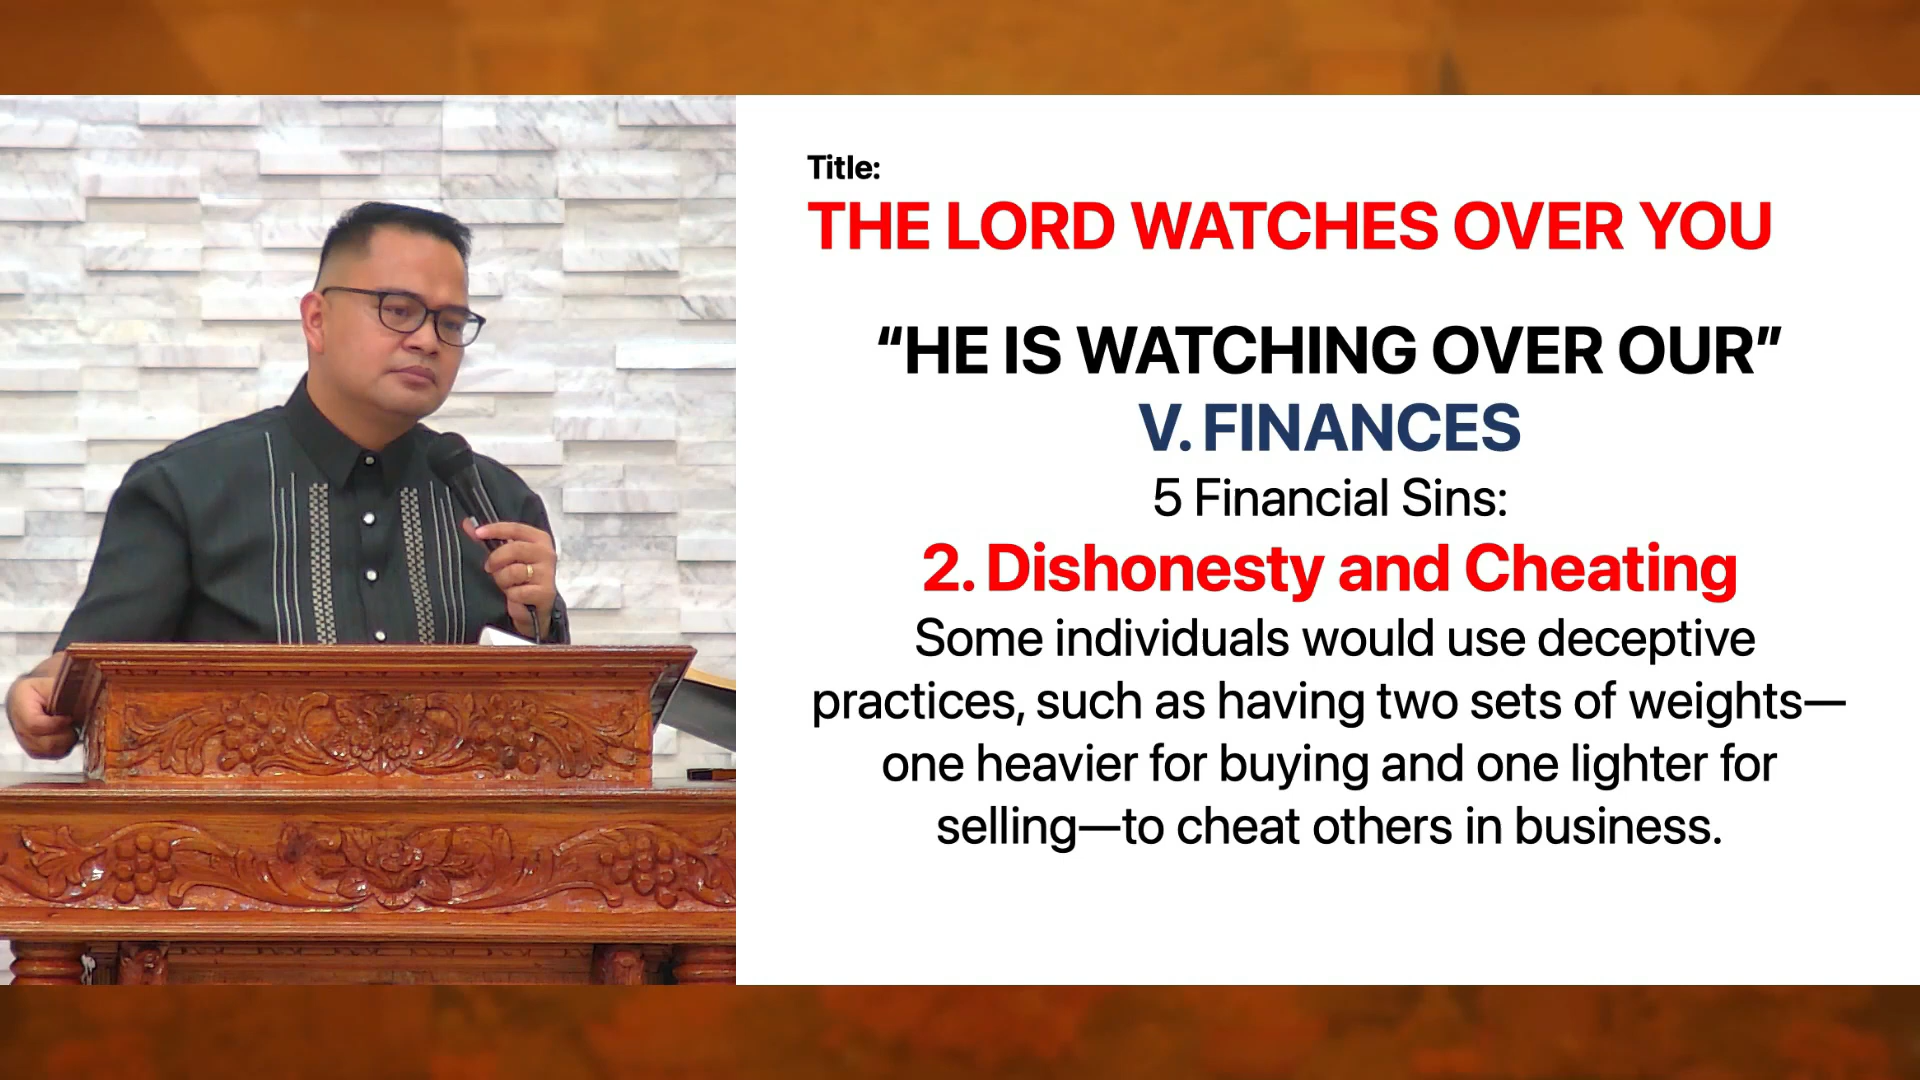 Title:
THE LORD WATCHES OVER YOU
“HE IS WATCHING OVER OUR”
V. FINANCES
5 Financial Sins:
2. Dishonesty and Cheating
Some individuals would use deceptive
practices, such as having two sets of weights—
one heavier for buying and one lighter for
selling—to cheat others in business.